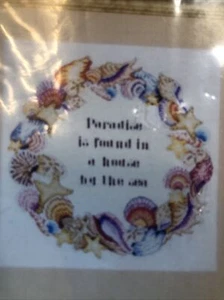 Paradise
is found in
a house
by the sea